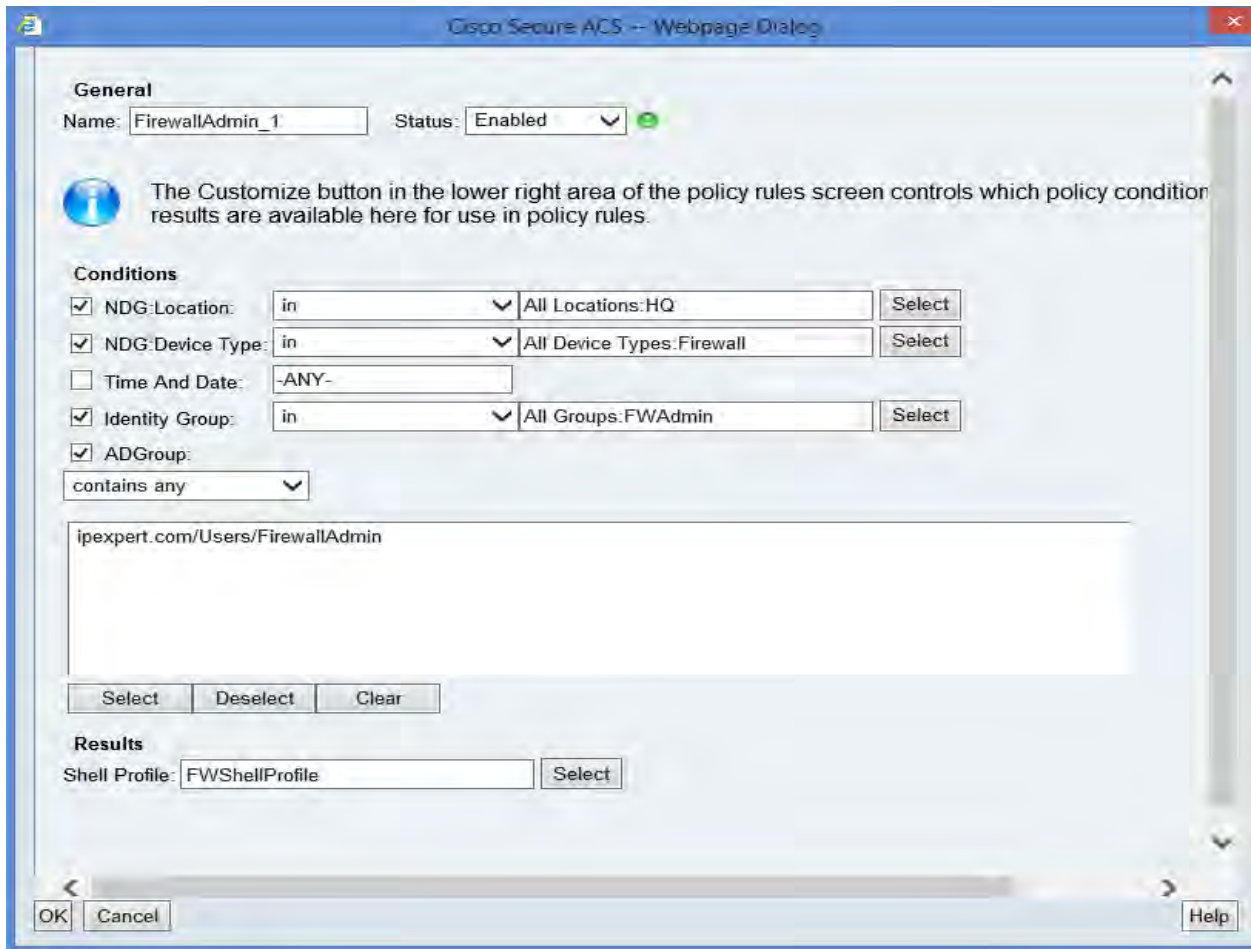 Cisco Secure ACS -- Webpage Dialog
General
Name: FirewallAdmin_1 Status: Enabled
The Customize button in the lower right area of the policy rules screen controls which policy condition
results are available here for use in policy rules.
Conditions
NDG:Location: in All Locations:HQ Select
NDG:Device Type: in All Device Types:Firewall Select
Time And Date: -ANY-
Identity Group: in All Groups:FWAdmin Select
ADGroup:
contains any
ipexpert.com/Users/FirewallAdmin
Select Deselect Clear
Results
Shell Profile: FWShellProfile Select
OK Cancel Help